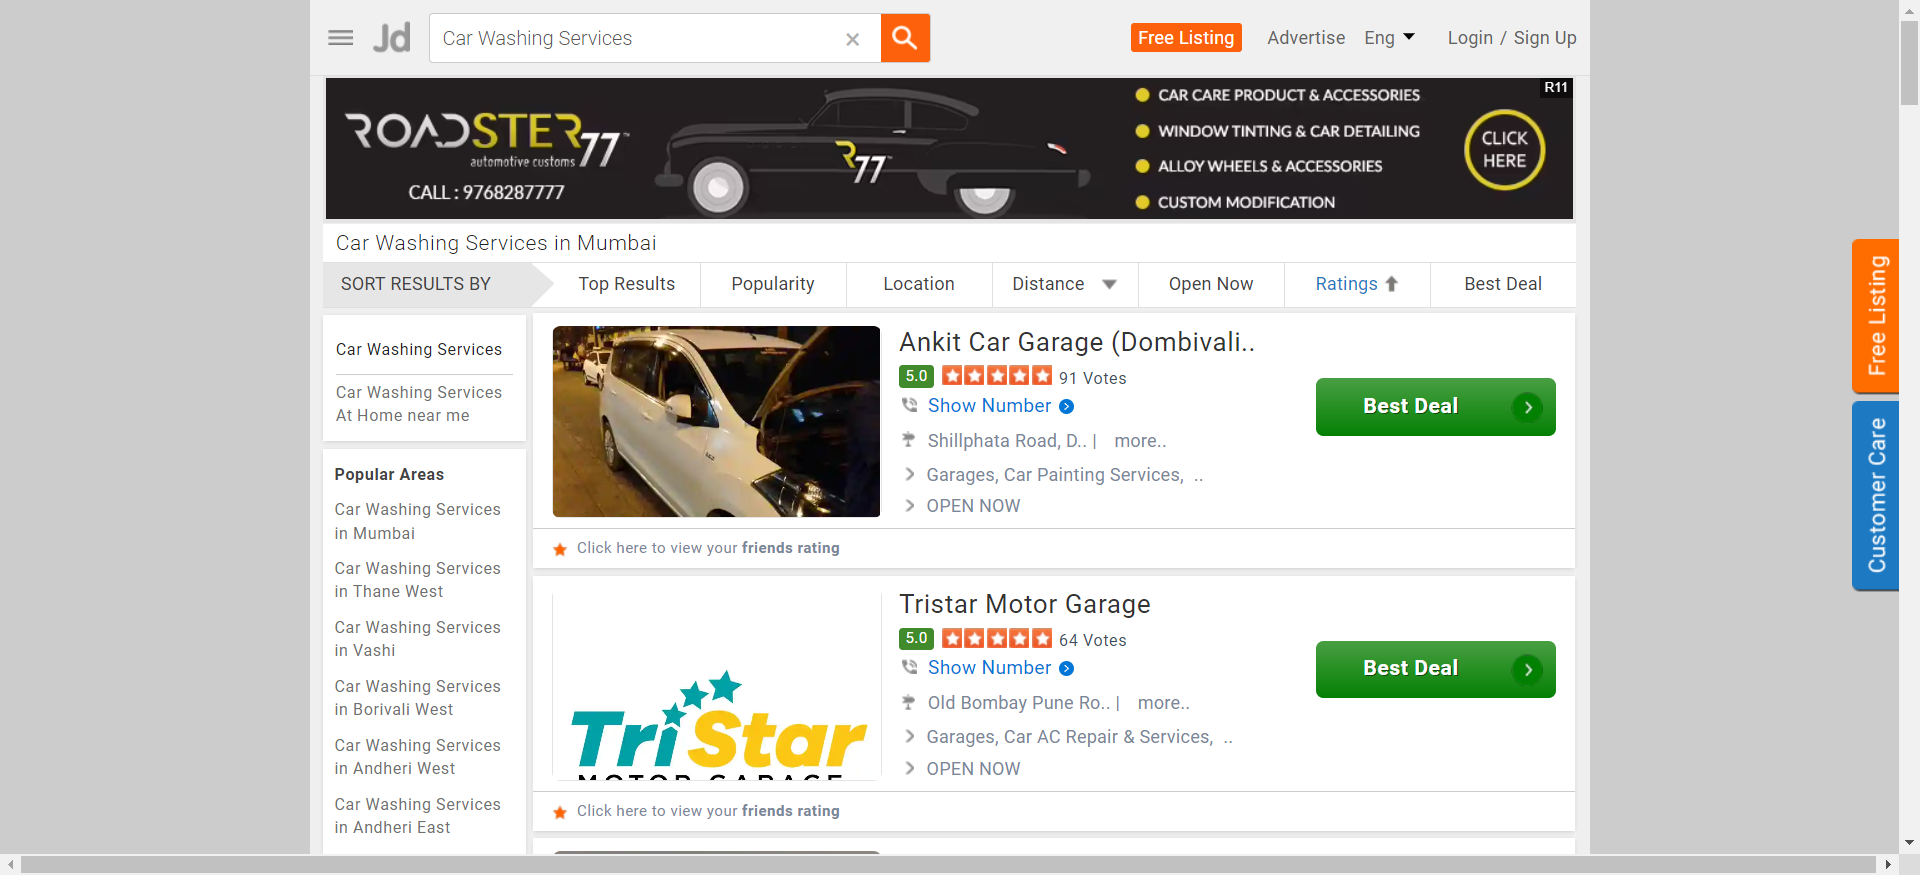 Jd
Car Washing Services
Free Listing
Advertise
Eng
Login / Sign Up
ROADSTER77™
automotive customs
CALL : 9768287777
R77
CAR CARE PRODUCT & ACCESSORIES
WINDOW TINTING & CAR DETAILING
ALLOY WHEELS & ACCESSORIES
CUSTOM MODIFICATION
CLICK
HERE
R11
Car Washing Services in Mumbai
SORT RESULTS BY
Top Results
Popularity
Location
Distance
Open Now
Ratings
Best Deal
Car Washing Services
Car Washing Services
At Home near me
Popular Areas
Car Washing Services
in Mumbai
Car Washing Services
in Thane West
Car Washing Services
in Vashi
Car Washing Services
in Borivali West
Car Washing Services
in Andheri West
Car Washing Services
in Andheri East
Ankit Car Garage (Dombivali..
5.0 91 Votes
Show Number
Shillphata Road, D.. | more..
Garages, Car Painting Services, ..
OPEN NOW
Best Deal
Click here to view your friends rating
TriStar
MOTOR GARAGE
Tristar Motor Garage
5.0 64 Votes
Show Number
Old Bombay Pune Ro.. | more..
Garages, Car AC Repair & Services, ..
OPEN NOW
Best Deal
Click here to view your friends rating
Free Listing
Customer Care